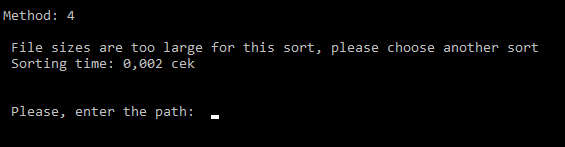 Method: 4
File sizes are too large for this sort, please choose another sort
Sorting time: 0,002 cek
Please, enter the path: